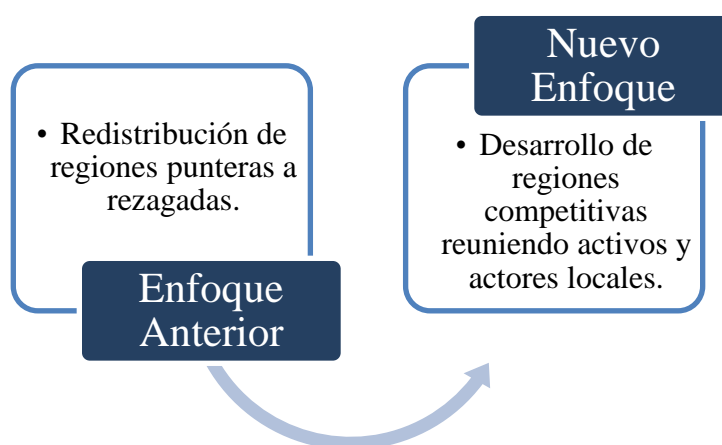 • Redistribución de
regiones punteras a
rezagadas.
Enfoque
Anterior
Nuevo
Enfoque
• Desarrollo de
regiones
competitivas
reuniendo activos y
actores locales.